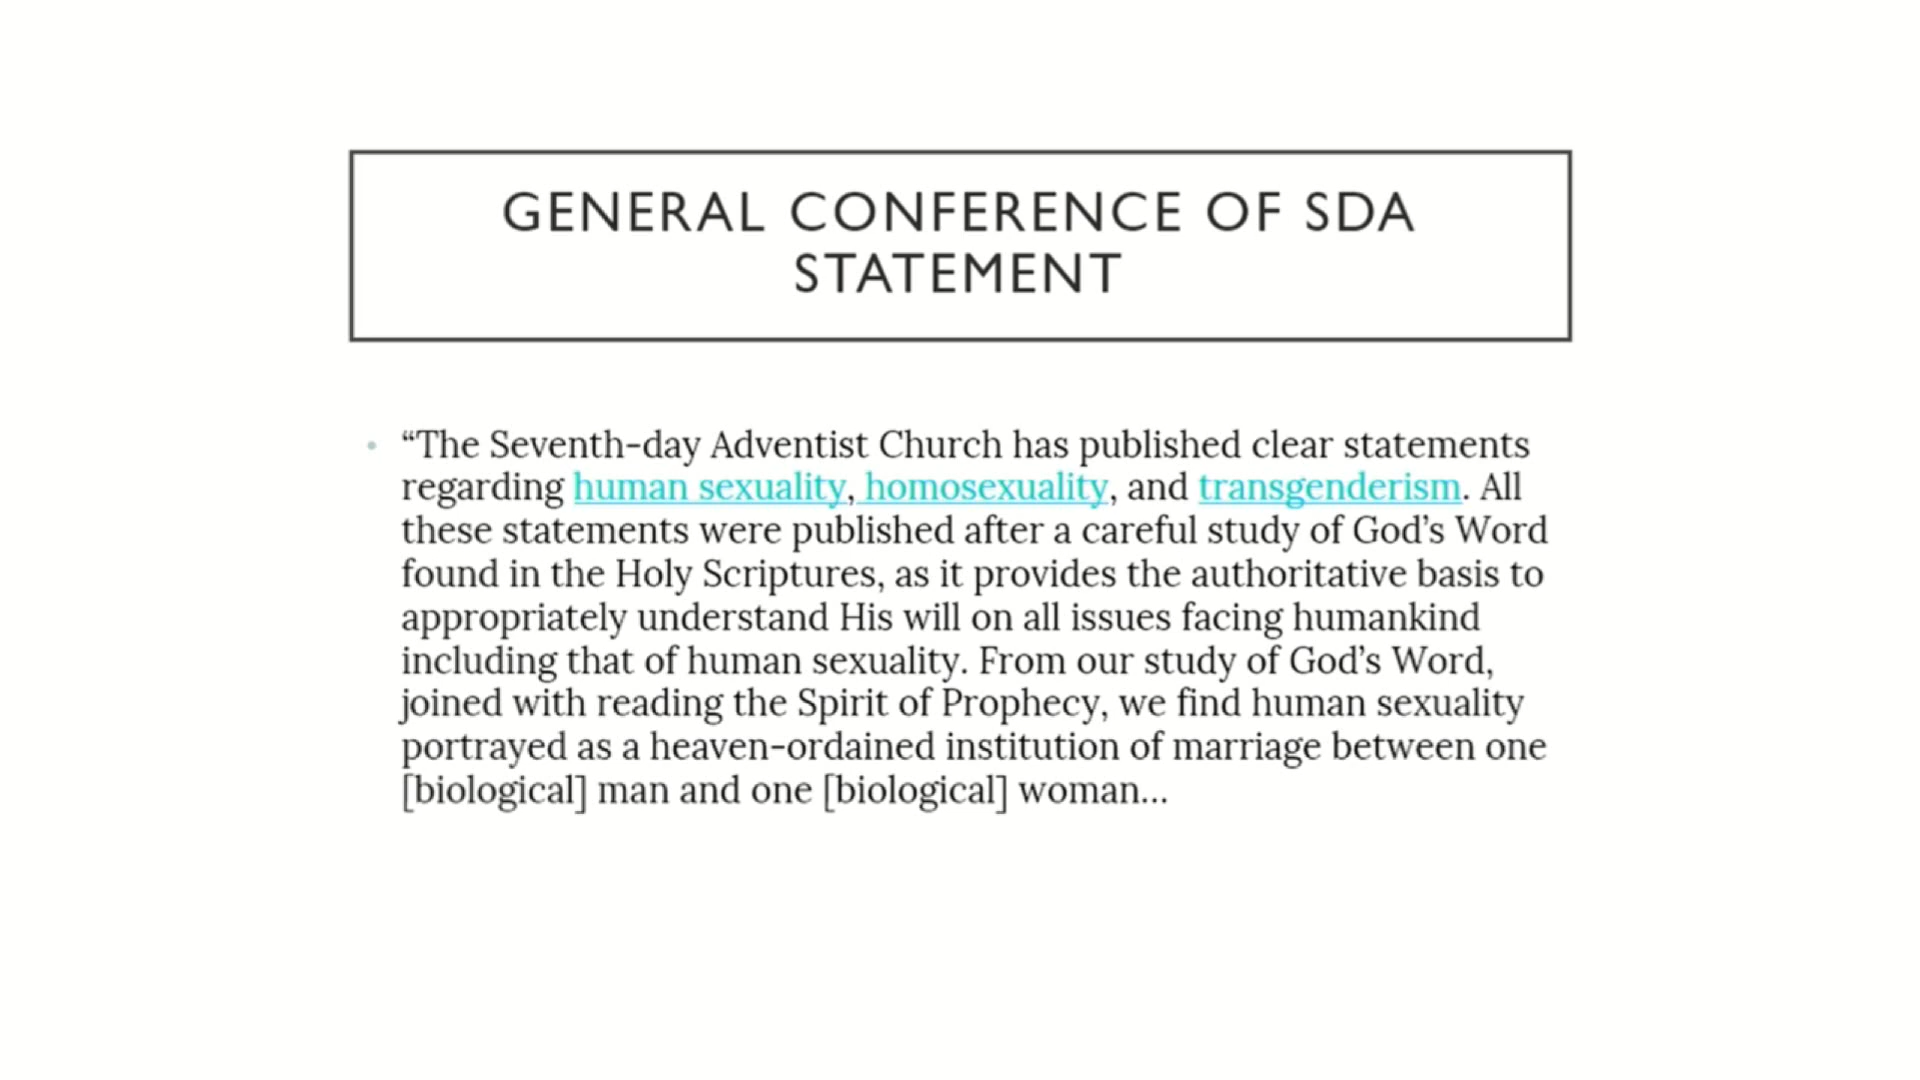 GENERAL CONFERENCE OF SDA
STATEMENT
• “The Seventh-day Adventist Church has published clear statements
regarding human sexuality, homosexuality, and transgenderism. All
these statements were published after a careful study of God’s Word
found in the Holy Scriptures, as it provides the authoritative basis to
appropriately understand His will on all issues facing humankind
including that of human sexuality. From our study of God’s Word,
joined with reading the Spirit of Prophecy, we find human sexuality
portrayed as a heaven-ordained institution of marriage between one
[biological] man and one [biological] woman...